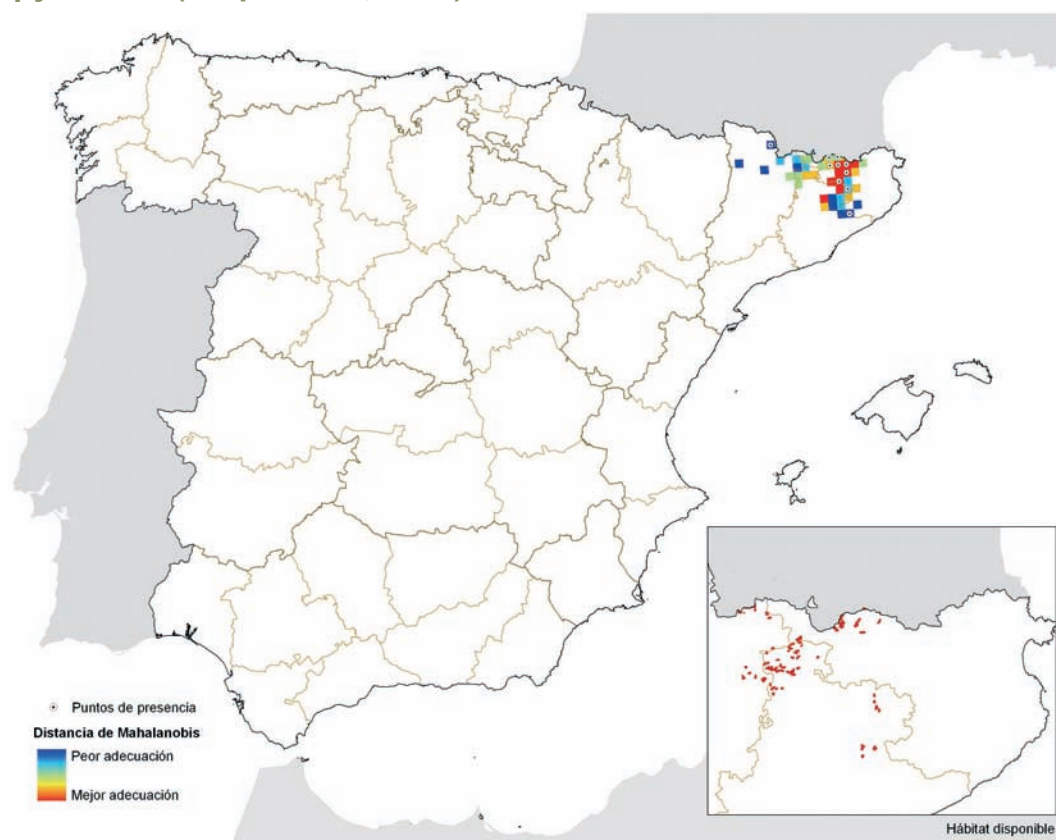 Puntos de presencia
Distancia de Mahalanobis
Peor adecuación
Mejor adecuación
Hábitat disponible